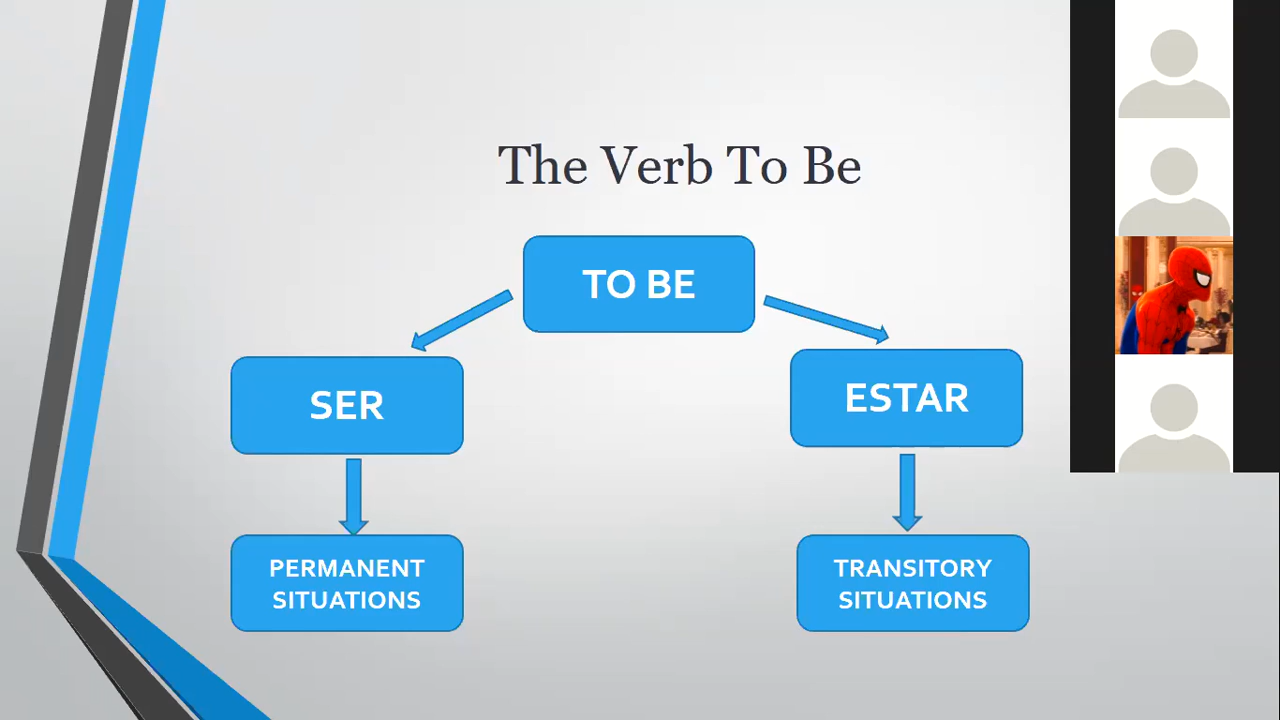 The Verb To Be
TO BE
SER
ESTAR
PERMANENT
SITUATIONS
TRANSITORY
SITUATIONS